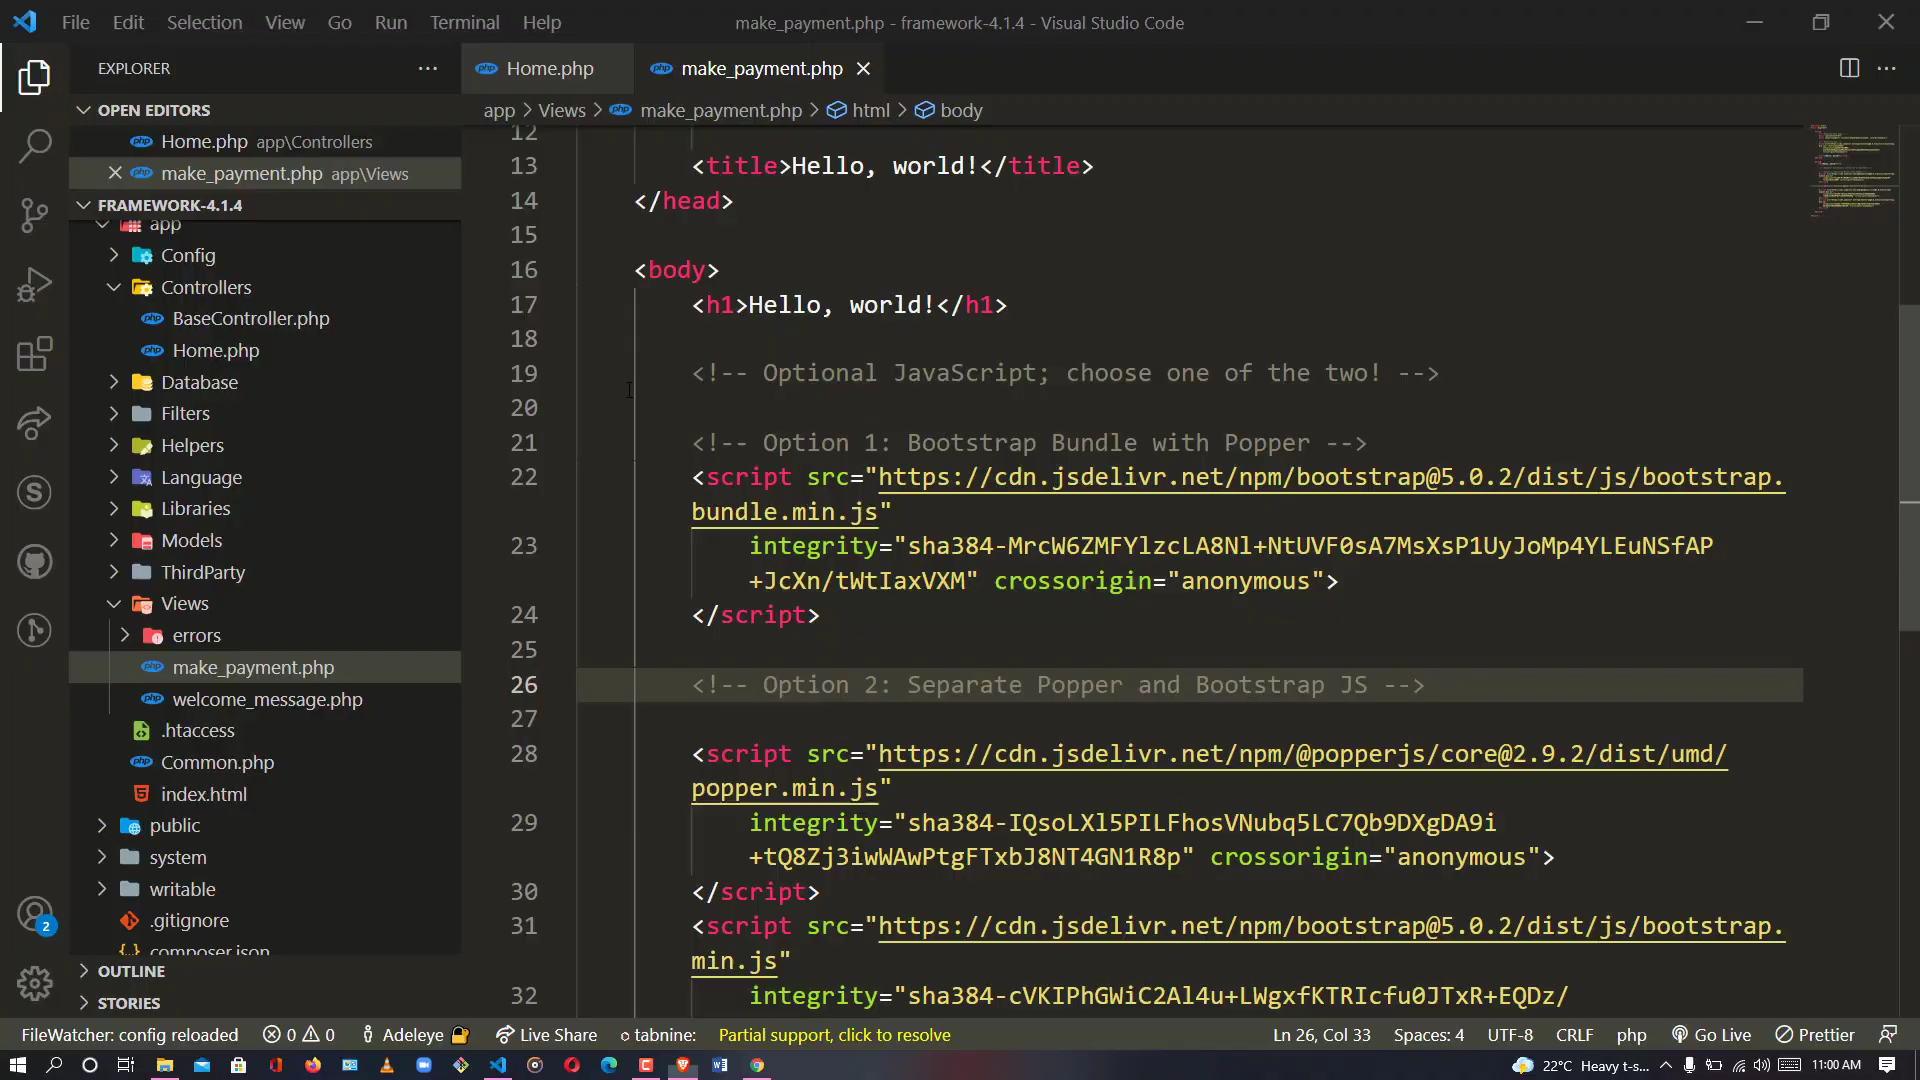 File Edit Selection View Go Run Terminal Help
make_payment.php - framework-4.1.4 - Visual Studio Code
EXPLORER
OPEN EDITORS
Home.php app\Controllers
make_payment.php app\Views
FRAMEWORK-4.1.4
app
Config
Controllers
BaseController.php
Home.php
Database
Filters
Helpers
Language
Libraries
Models
ThirdParty
Views
errors
make_payment.php
welcome_message.php
.htaccess
Common.php
index.html
public
system
writable
.gitignore
composer.json
OUTLINE
STORIES
2
Home.php
make_payment.php
app > Views > make_payment.php > html > body
12
13 <title>Hello, world!</title>
14 </head>
15
16 <body>
17 <h1>Hello, world!</h1>
18
19 <!-- Optional JavaScript; choose one of the two! -->
20
21 <!-- Option 1: Bootstrap Bundle with Popper -->
22 <script src="https://cdn.jsdelivr.net/npm/bootstrap@5.0.2/dist/js/bootstrap.
bundle.min.js"
23 integrity="sha384-MrcW6ZMFYlzcLA8Nl+NtUVF0sA7MsXsP1UyJoMp4YLEuNSfAP
+JcXn/tWtIaxVXM" crossorigin="anonymous">
24 </script>
25
26 <!-- Option 2: Separate Popper and Bootstrap JS -->
27
28 <script src="https://cdn.jsdelivr.net/npm/@popperjs/core@2.9.2/dist/umd/
popper.min.js"
29 integrity="sha384-IQsoLXl5PILFhosVNubq5LC7Qb9DXgDA9i
+tQ8Zj3iwWAwPtgFTxbJ8NT4GN1R8p" crossorigin="anonymous">
30 </script>
31 <script src="https://cdn.jsdelivr.net/npm/bootstrap@5.0.2/dist/js/bootstrap.
min.js"
32 integrity="sha384-cVKIPhGWiC2Al4u+LWgxfKTRIcfu0JTxR+EQDz/
FileWatcher: config reloaded 0 0 Adeleye Live Share tabnine: Partial support, click to resolve Ln 26, Col 33 Spaces: 4 UTF-8 CRLF php Go Live Prettier
22°C Heavy t-s... 11:00 AM